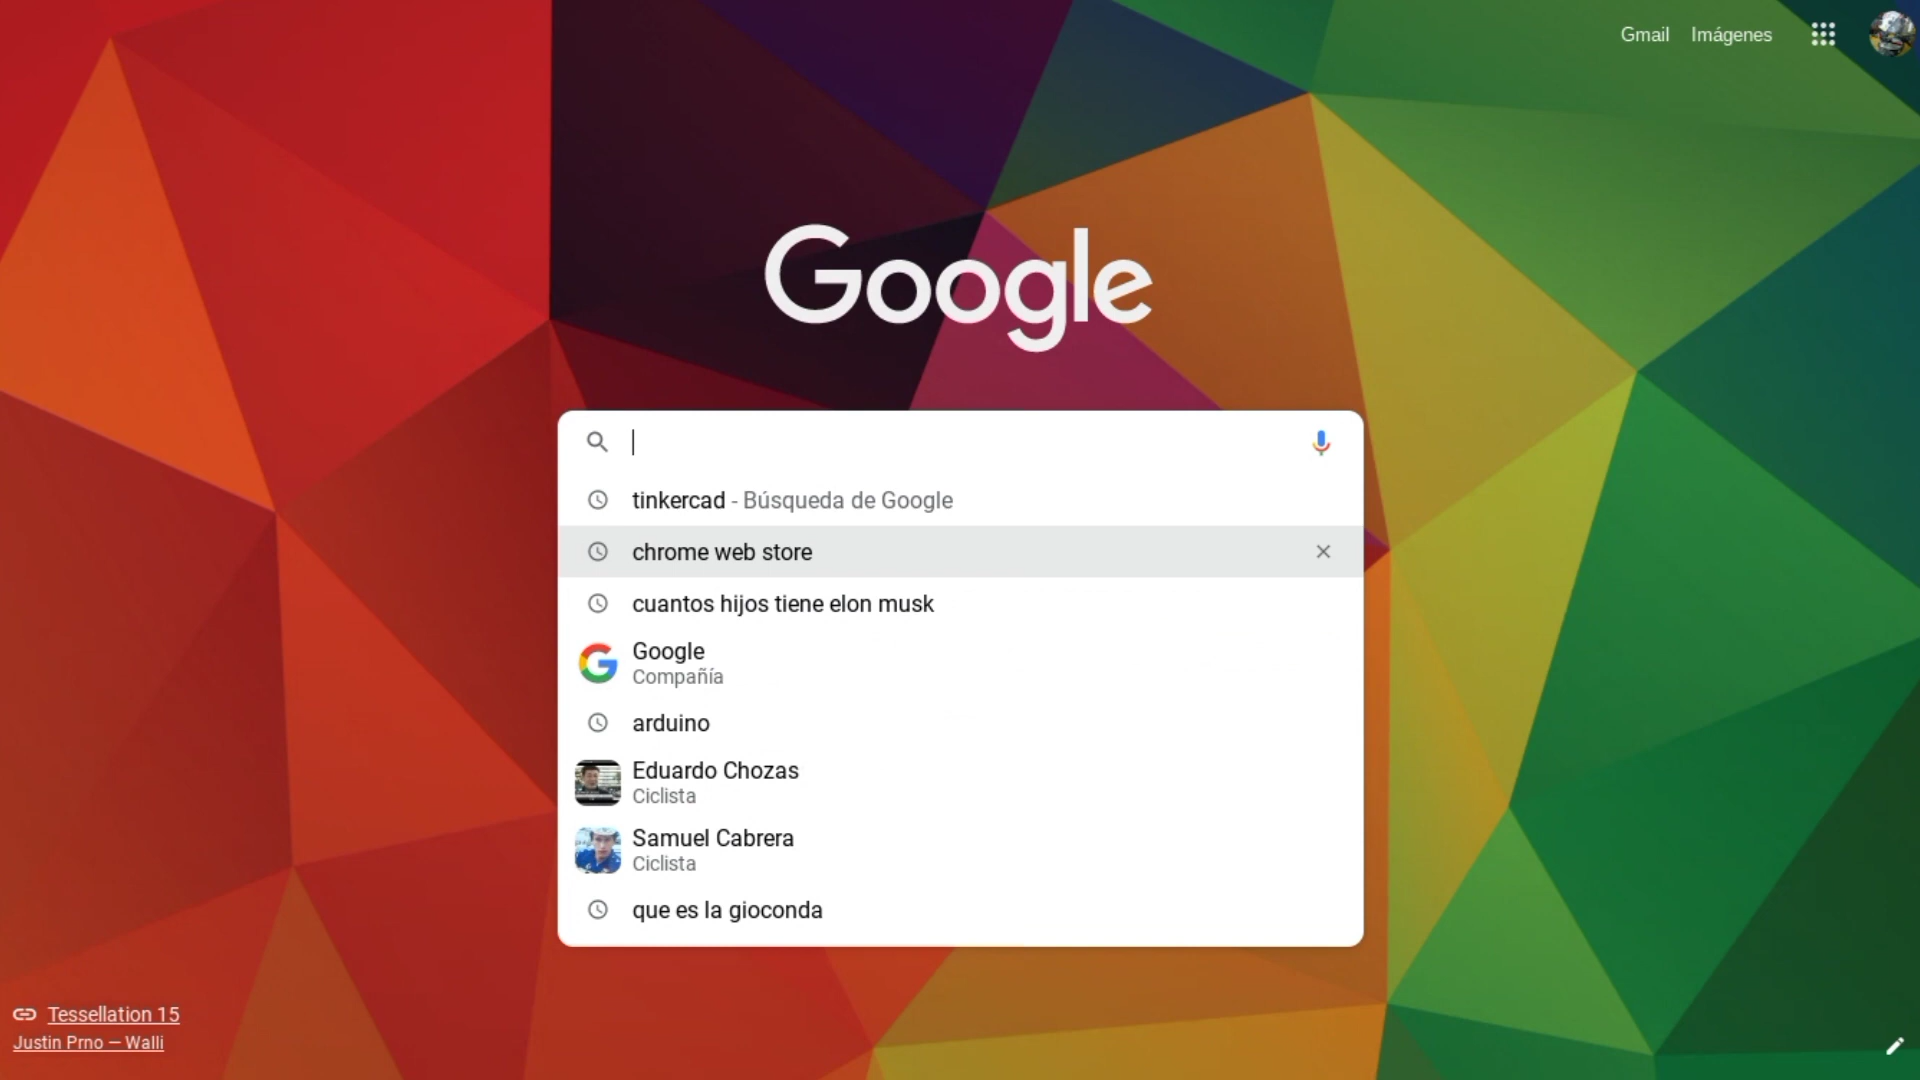 Gmail Imágenes
Google
tinkercad - Búsqueda de Google
chrome web store
cuantos hijos tiene elon musk
Google
Compañía
arduino
Eduardo Chozas
Ciclista
Samuel Cabrera
Ciclista
que es la gioconda
Tessellation 15
Justin Prno — Walli